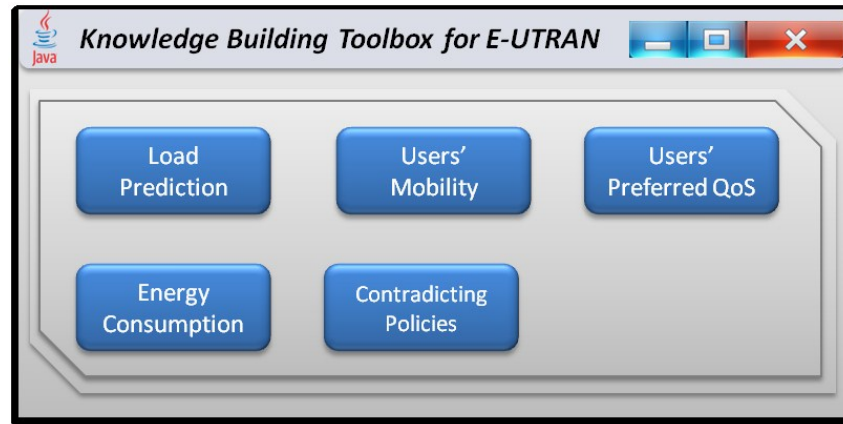 Java
Knowledge Building Toolbox for E-UTRAN
Load
Prediction
Users’
Mobility
Users’
Preferred QoS
Energy
Consumption
Contradicting
Policies